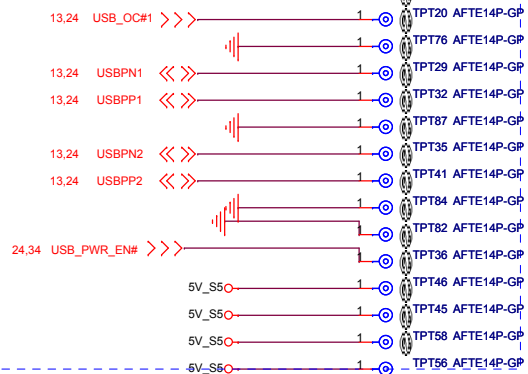 13,24 USB_OC#1 1 TPT20 AFTE14P-GP
1 TPT76 AFTE14P-GP
13,24 USBPN1 1 TPT29 AFTE14P-GP
13,24 USBPP1 1 TPT32 AFTE14P-GP
1 TPT87 AFTE14P-GP
13,24 USBPN2 1 TPT35 AFTE14P-GP
13,24 USBPP2 1 TPT41 AFTE14P-GP
1 TPT84 AFTE14P-GP
1 TPT82 AFTE14P-GP
24,34 USB_PWR_EN# 1 TPT36 AFTE14P-GP
5V_S5 1 TPT46 AFTE14P-GP
5V_S5 1 TPT45 AFTE14P-GP
5V_S5 1 TPT58 AFTE14P-GP
5V_S5 1 TPT56 AFTE14P-GP